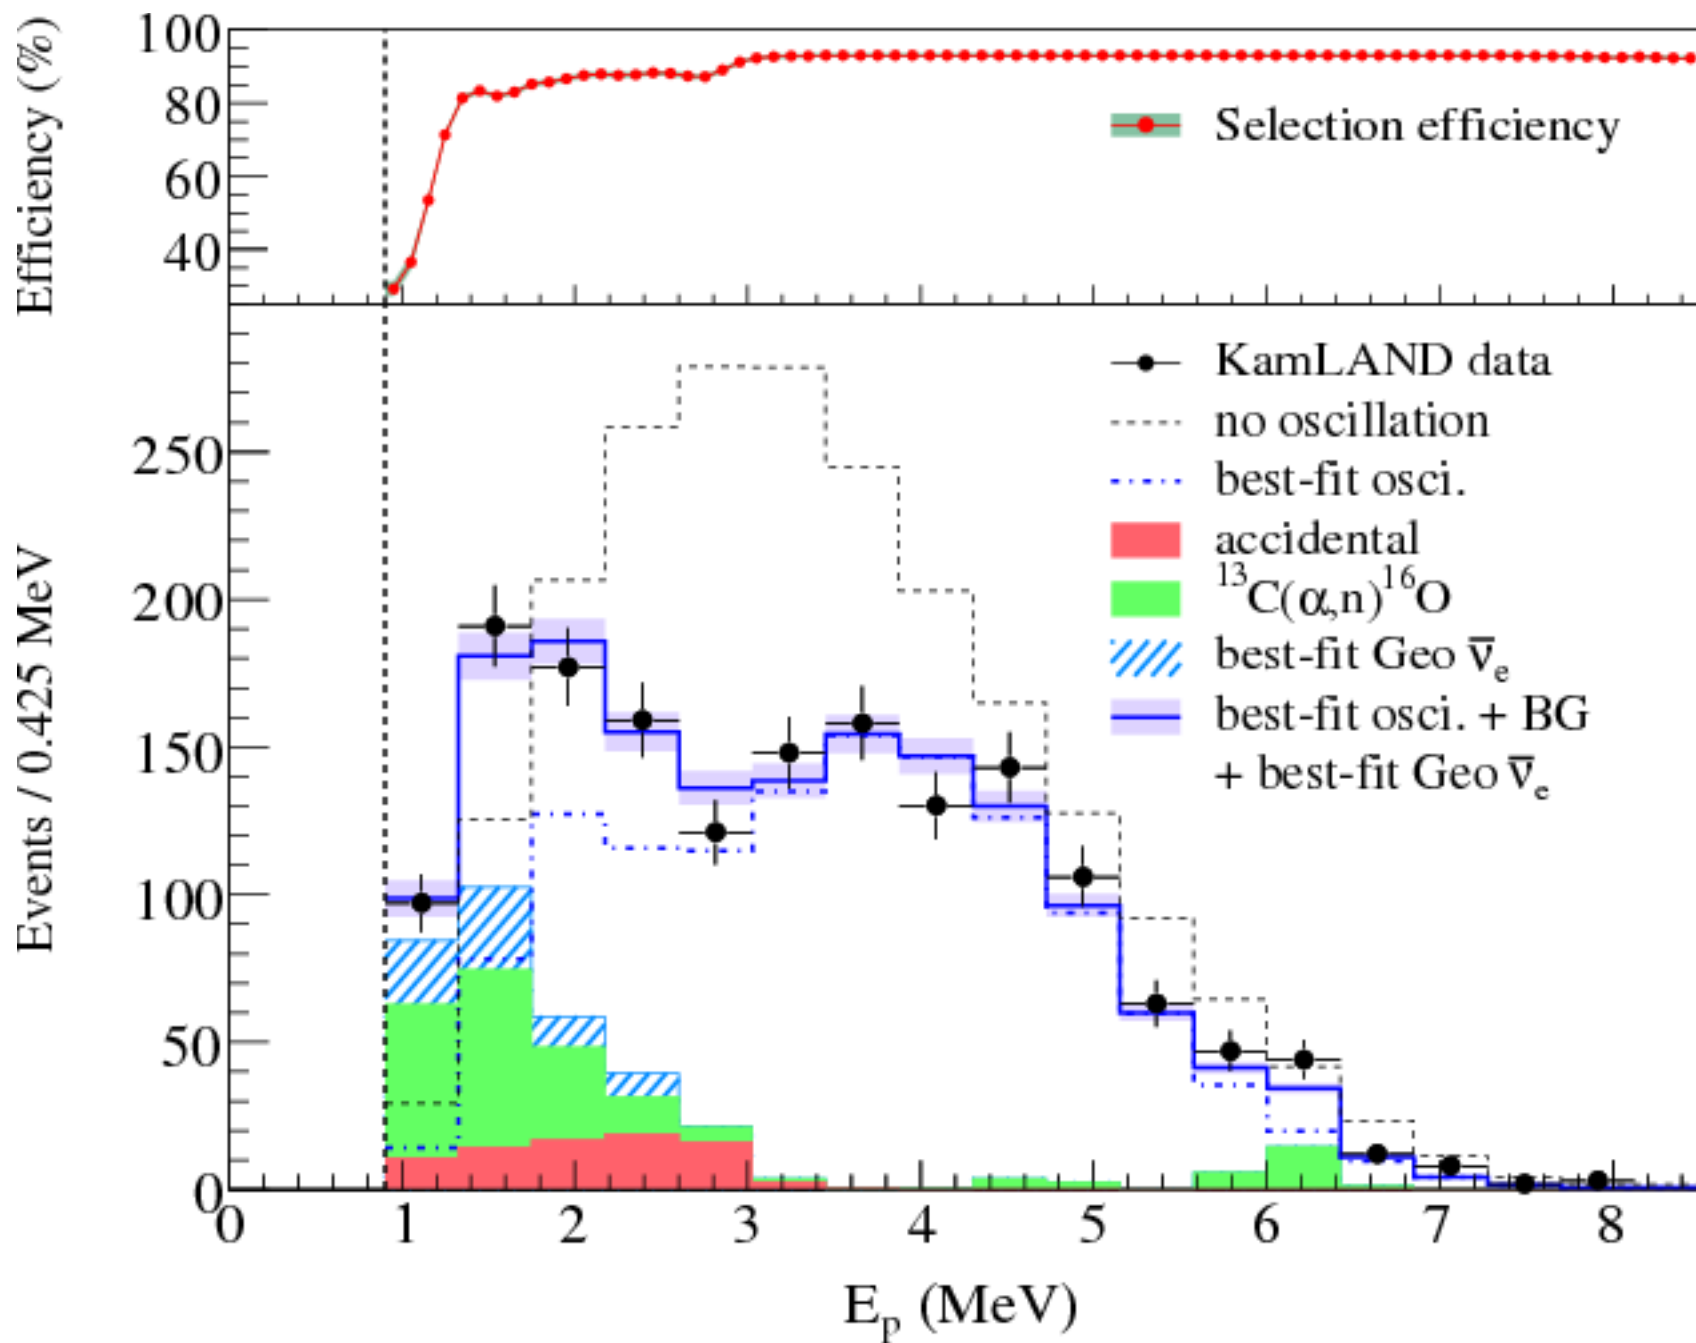 Efficiency (%)
100
80
60
40
Selection efficiency
Events / 0.425 MeV
250
200
150
100
50
0
KamLAND data
no oscillation
best-fit osci.
accidental
¹³C(α,n)¹⁶O
best-fit Geo ν̅ₑ
best-fit osci. + BG
+ best-fit Geo ν̅ₑ
0 1 2 3 4 5 6 7 8
Eₚ (MeV)